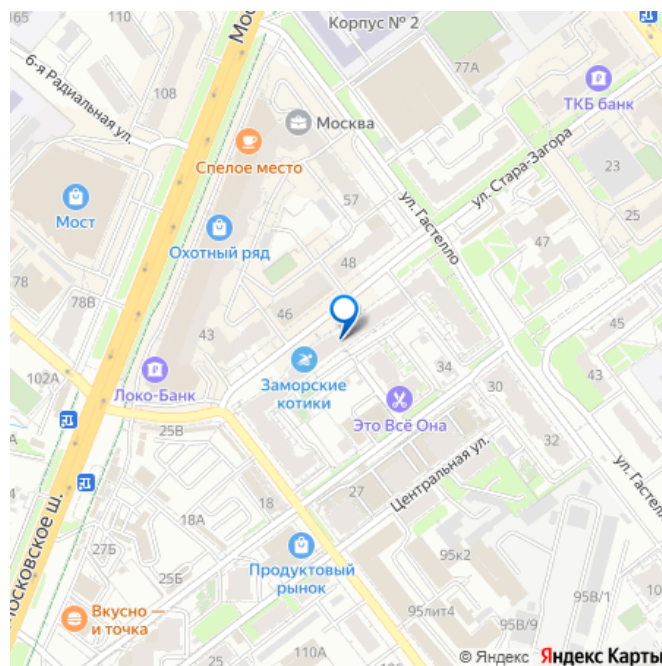 165
Мос
Корпус № 2
6-я Радиальная ул.
108
77А
ТКБ банк
Москва
Спелое место
ул. Стара-Загора
23
57
ул. Гастелло
25
Мост
Охотный ряд
48
47
78
78В
46
43
45
102А
Локо-Банк
Заморские
котики
34
30
43
Это Всё Она
25В
32
Центральная ул.
ул. Гастелло
27
18
18А
27Б
25Б
Продуктовый
рынок
95к2
Московское ш.
95лит4
95В/1
95В/9
Вкусно —
и точка
25
110А
© Яндекс Яндекс Карты